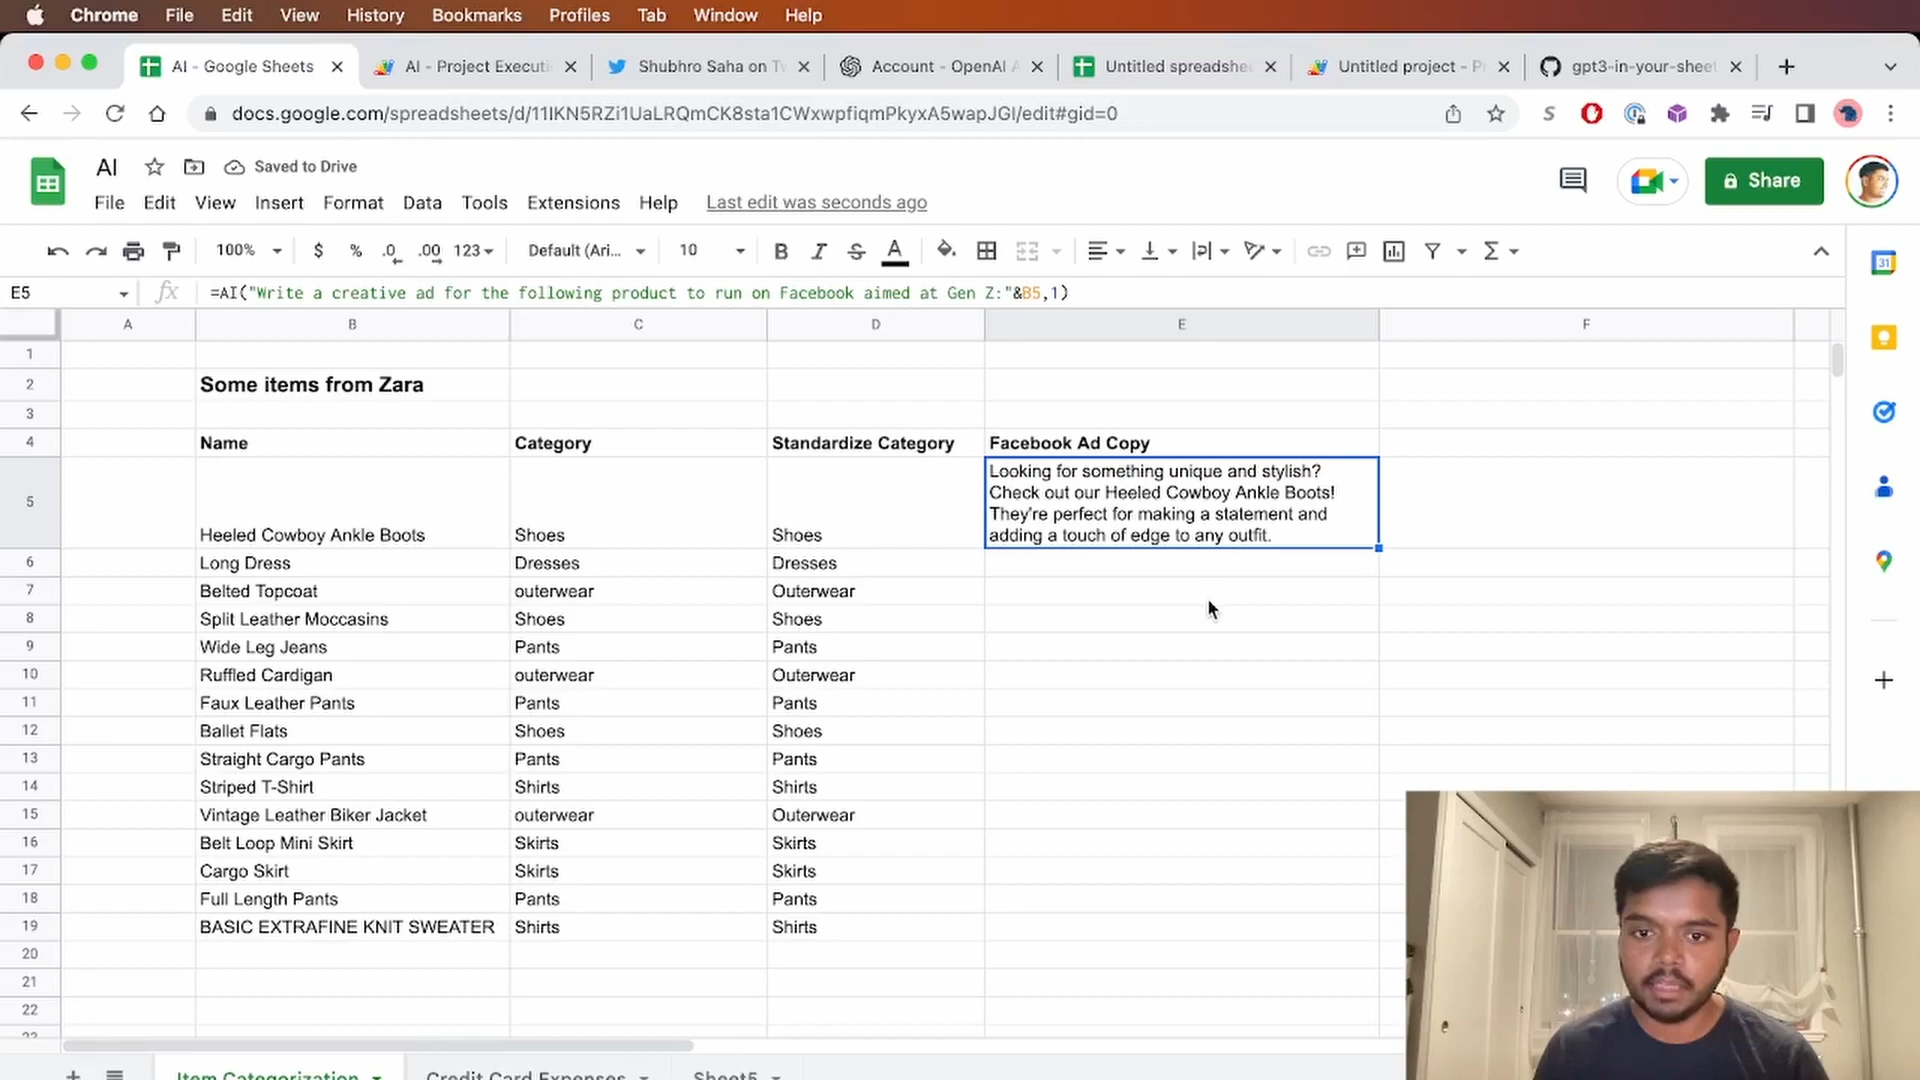 Chrome File Edit View History Bookmarks Profiles Tab Window Help
AI - Google Sheets
AI - Project Executi
Shubhro Saha on Tw
Account - OpenAI A
Untitled spreadshe
Untitled project - P
gpt3-in-your-sheet
docs.google.com/spreadsheets/d/11IKN5RZi1UaLRQmCK8sta1CWxwpfiqmPkyxA5wapJGI/edit#gid=0
AI
Saved to Drive
File Edit View Insert Format Data Tools Extensions Help Last edit was seconds ago
Share
100% $ % .0 .00 123 Default (Ari... 10 B I S A
31
E5 fx =AI("Write a creative ad for the following product to run on Facebook aimed at Gen Z:"&B5,1)
A B C D E F
1
2 Some items from Zara
3
4 Name Category Standardize Category Facebook Ad Copy
Looking for something unique and stylish?
Check out our Heeled Cowboy Ankle Boots!
They're perfect for making a statement and
adding a touch of edge to any outfit.
5 Heeled Cowboy Ankle Boots Shoes Shoes
6 Long Dress Dresses Dresses
7 Belted Topcoat outerwear Outerwear
8 Split Leather Moccasins Shoes Shoes
9 Wide Leg Jeans Pants Pants
10 Ruffled Cardigan outerwear Outerwear
11 Faux Leather Pants Pants Pants
12 Ballet Flats Shoes Shoes
13 Straight Cargo Pants Pants Pants
14 Striped T-Shirt Shirts Shirts
15 Vintage Leather Biker Jacket outerwear Outerwear
16 Belt Loop Mini Skirt Skirts Skirts
17 Cargo Skirt Skirts Skirts
18 Full Length Pants Pants Pants
19 BASIC EXTRAFINE KNIT SWEATER Shirts Shirts
20
21
22
Item Categorization Credit Card Expenses Sheet5